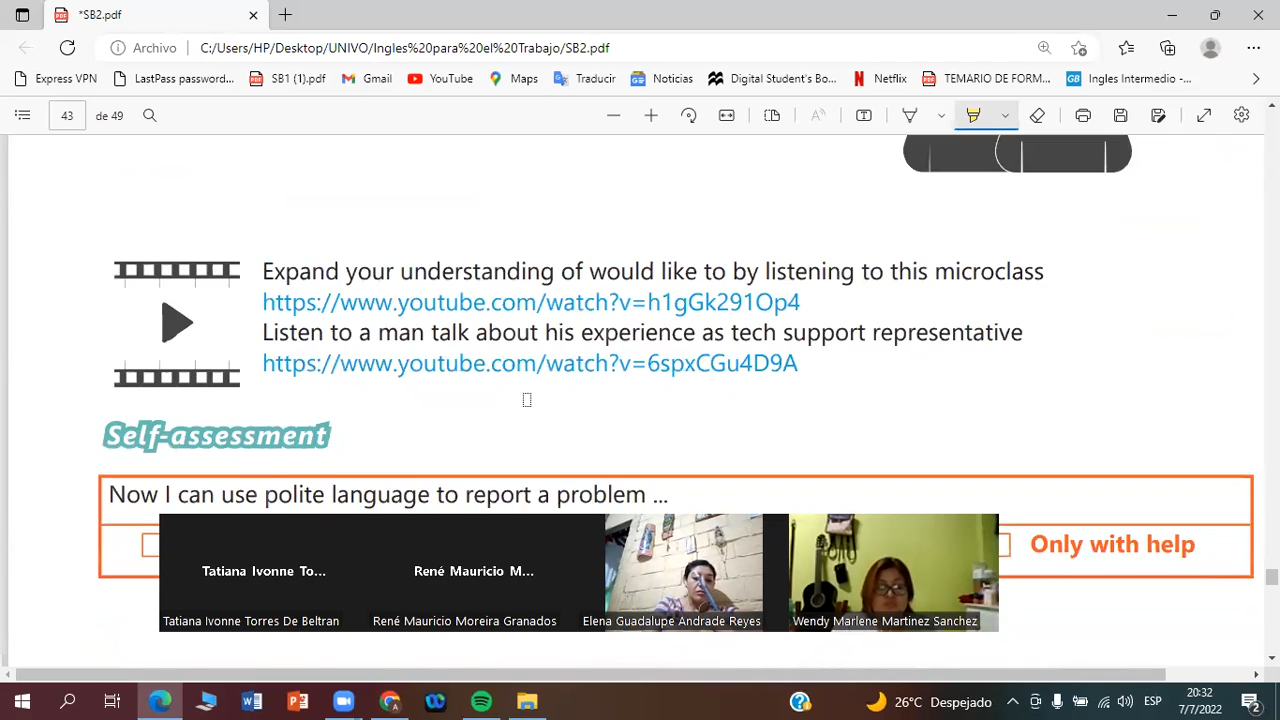 *SB2.pdf
Archivo
C:/Users/HP/Desktop/UNIVO/Ingles%20para%20el%20Trabajo/SB2.pdf
Express VPN
LastPass password...
SB1 (1).pdf
Gmail
YouTube
Maps
Traducir
Noticias
Digital Student's Bo...
Netflix
TEMARIO DE FORM...
Ingles Intermedio -...
43
de 49
Expand your understanding of would like to by listening to this microclass
https://www.youtube.com/watch?v=h1gGk291Op4
Listen to a man talk about his experience as tech support representative
https://www.youtube.com/watch?v=6spxCGu4D9A
Self-assessment
Now I can use polite language to report a problem ...
Only with help
Tatiana Ivonne To...
René Mauricio M...
Tatiana Ivonne Torres De Beltran
René Mauricio Moreira Granados
Elena Guadalupe Andrade Reyes
Wendy Marlene Martinez Sanchez
26°C Despejado
ESP
20:32
7/7/2022
2